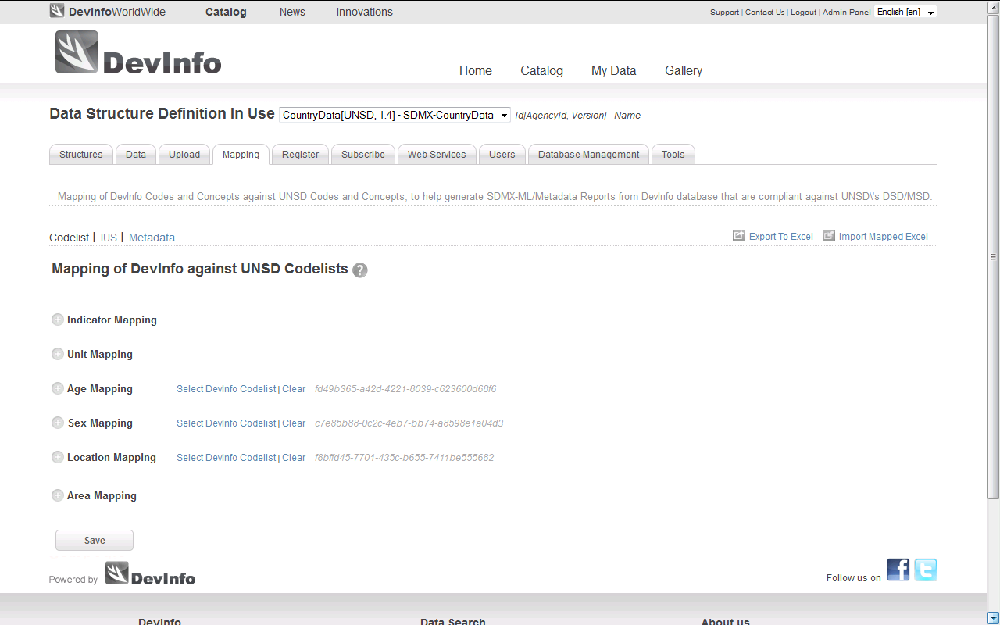 DevInfoWorldWide Catalog News Innovations Support | Contact Us | Logout | Admin Panel English [en]
DevInfo
Home Catalog My Data Gallery
Data Structure Definition In Use CountryData[UNSD, 1.4] - SDMX-CountryData Id[AgencyId, Version] - Name
Structures Data Upload Mapping Register Subscribe Web Services Users Database Management Tools
Mapping of DevInfo Codes and Concepts against UNSD Codes and Concepts, to help generate SDMX-ML/Metadata Reports from DevInfo database that are compliant against UNSD\'s DSD/MSD.
Codelist | IUS | Metadata Export To Excel Import Mapped Excel
Mapping of DevInfo against UNSD Codelists ?
Indicator Mapping
Unit Mapping
Age Mapping Select DevInfo Codelist | Clear fd49b365-a42d-4221-8039-c623600d68f6
Sex Mapping Select DevInfo Codelist | Clear c7e85b88-0c2c-4eb7-bb74-a8598e1a04d3
Location Mapping Select DevInfo Codelist | Clear f8bffd45-7701-435c-b655-7411be555682
Area Mapping
Save
Powered by DevInfo Follow us on
DevInfo Data Search About us